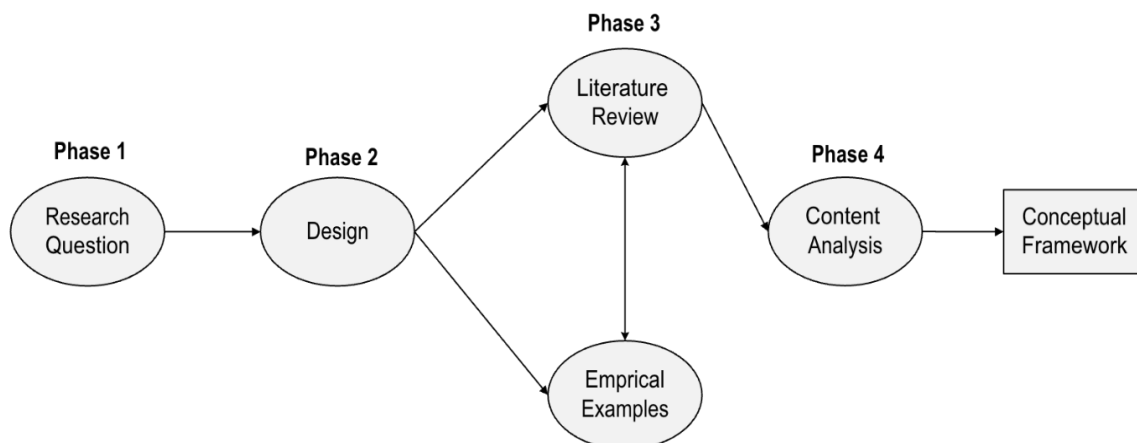 Phase 1
Research
Question
Phase 2
Design
Phase 3
Literature
Review
Emprical
Examples
Phase 4
Content
Analysis
Conceptual
Framework